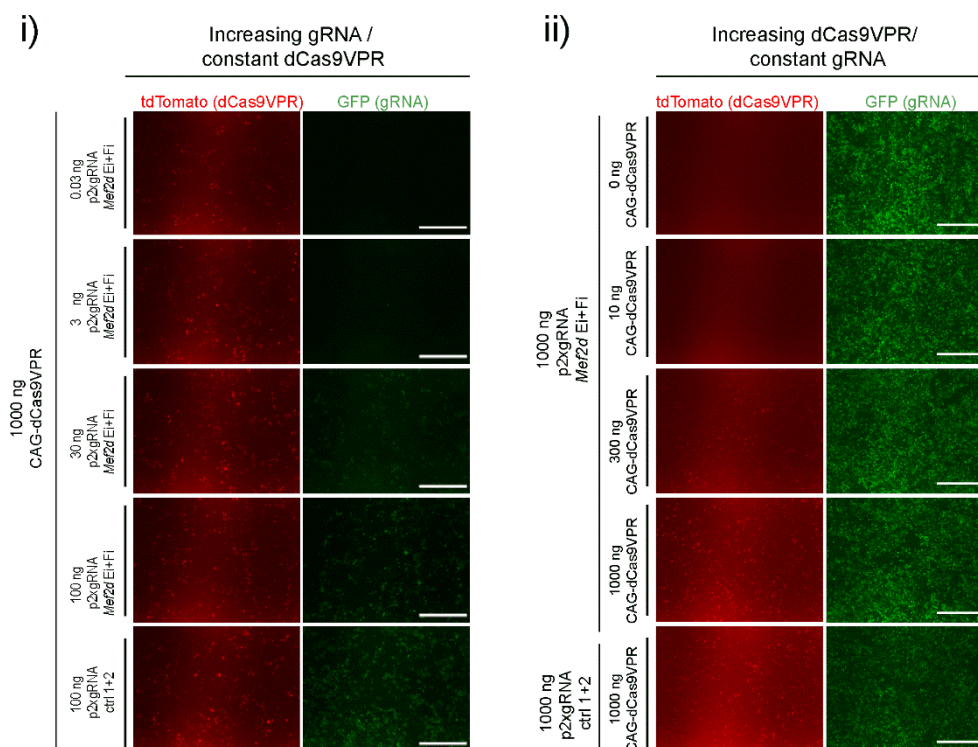 i)
Increasing gRNA /
constant dCas9VPR
tdTomato (dCas9VPR)
GFP (gRNA)
1000 ng
CAG-dCas9VPR
0.03 ng
p2xgRNA
Mef2d Ei+Fi
3 ng
p2xgRNA
Mef2d Ei+Fi
30 ng
p2xgRNA
Mef2d Ei+Fi
100 ng
p2xgRNA
Mef2d Ei+Fi
100 ng
p2xgRNA
ctrl 1+2
ii)
Increasing dCas9VPR/
constant gRNA
tdTomato (dCas9VPR)
GFP (gRNA)
1000 ng
p2xgRNA
Mef2d Ei+Fi
0 ng
CAG-dCas9VPR
10 ng
CAG-dCas9VPR
300 ng
CAG-dCas9VPR
1000 ng
CAG-dCas9VPR
1000 ng
p2xgRNA
ctrl 1+2
1000 ng
CAG-dCas9VPR